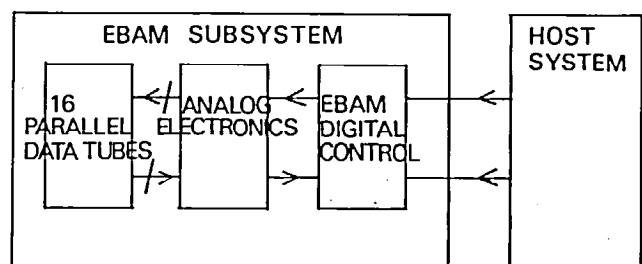 EBAM SUBSYSTEM
16
PARALLEL
DATA TUBES
ANALOG
ELECTRONICS
EBAM
DIGITAL
CONTROL
HOST
SYSTEM